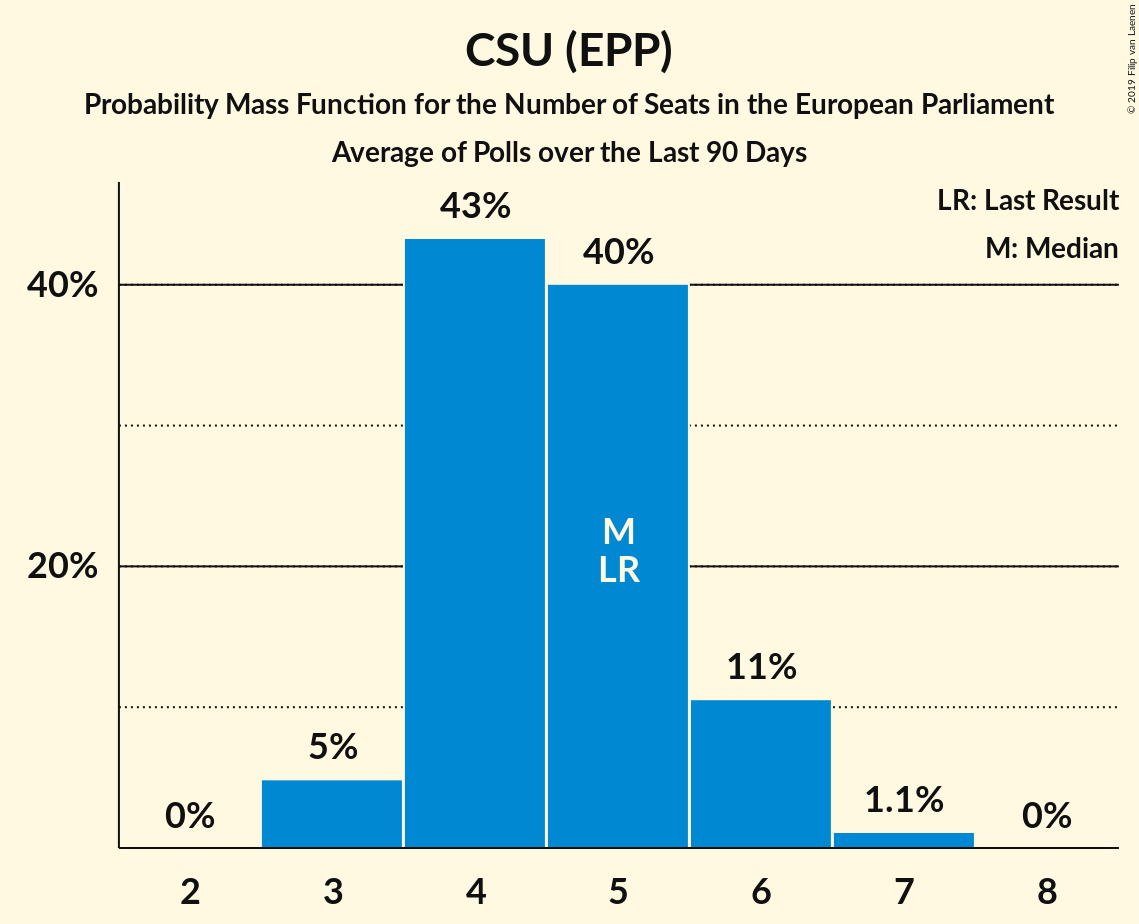 CSU (EPP)
Probability Mass Function for the Number of Seats in the European Parliament
Average of Polls over the Last 90 Days
© 2019 Filip van Laenen
LR: Last Result
M: Median
43%
40%
40%
M
LR
20%
11%
5%
1.1%
0%
0%
2 3 4 5 6 7 8